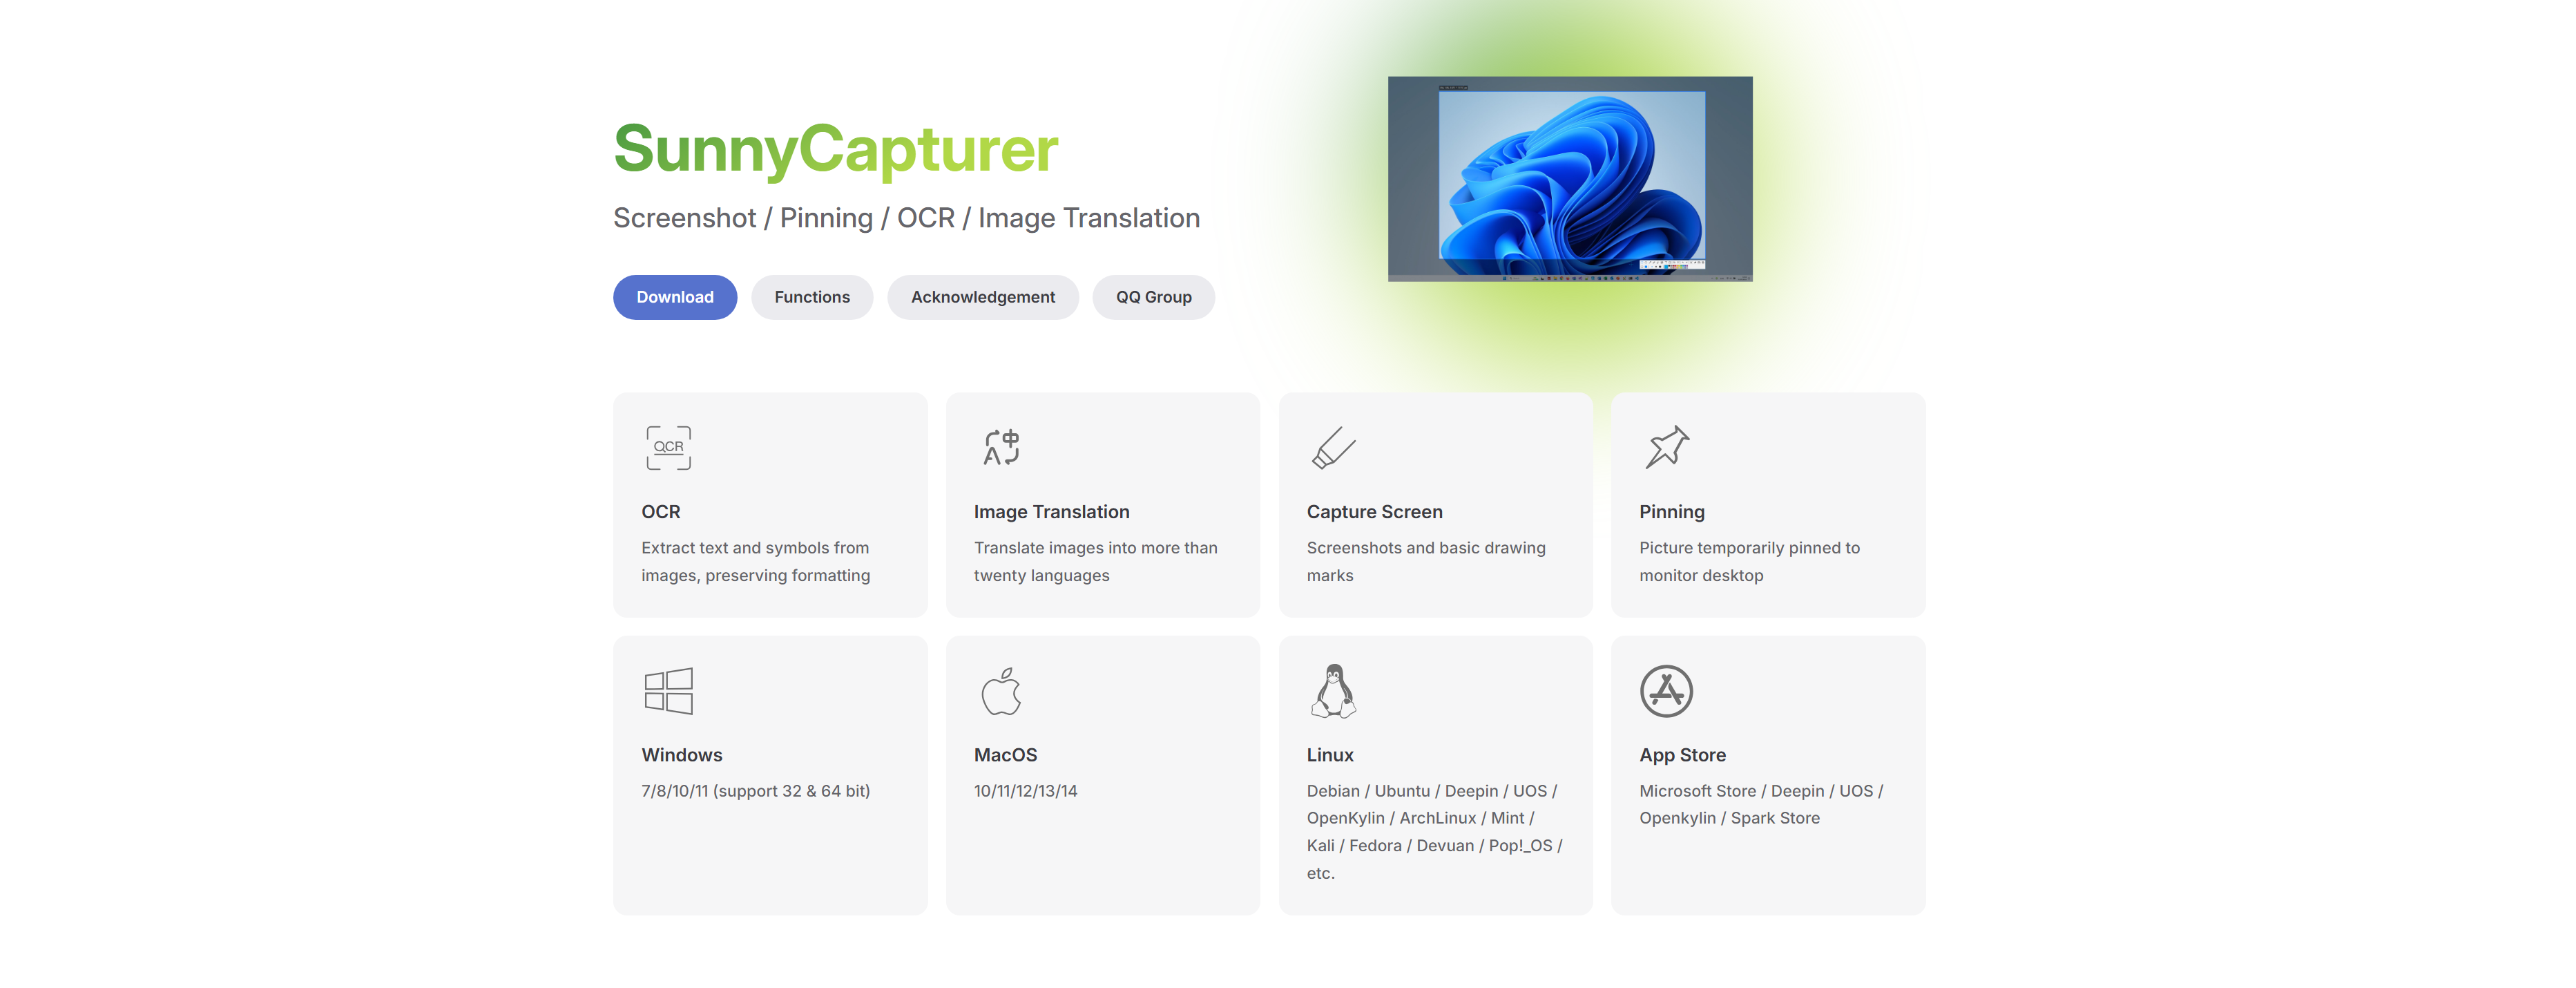 SunnyCapturer
Screenshot / Pinning / OCR / Image Translation
Download
Functions
Acknowledgement
QQ Group
OCR
OCR
Extract text and symbols from
images, preserving formatting
中
A
Image Translation
Translate images into more than
twenty languages
Capture Screen
Screenshots and basic drawing
marks
Pinning
Picture temporarily pinned to
monitor desktop
Windows
7/8/10/11 (support 32 & 64 bit)
MacOS
10/11/12/13/14
Linux
Debian / Ubuntu / Deepin / UOS /
OpenKylin / ArchLinux / Mint /
Kali / Fedora / Devuan / Pop!_OS /
etc.
App Store
Microsoft Store / Deepin / UOS /
Openkylin / Spark Store